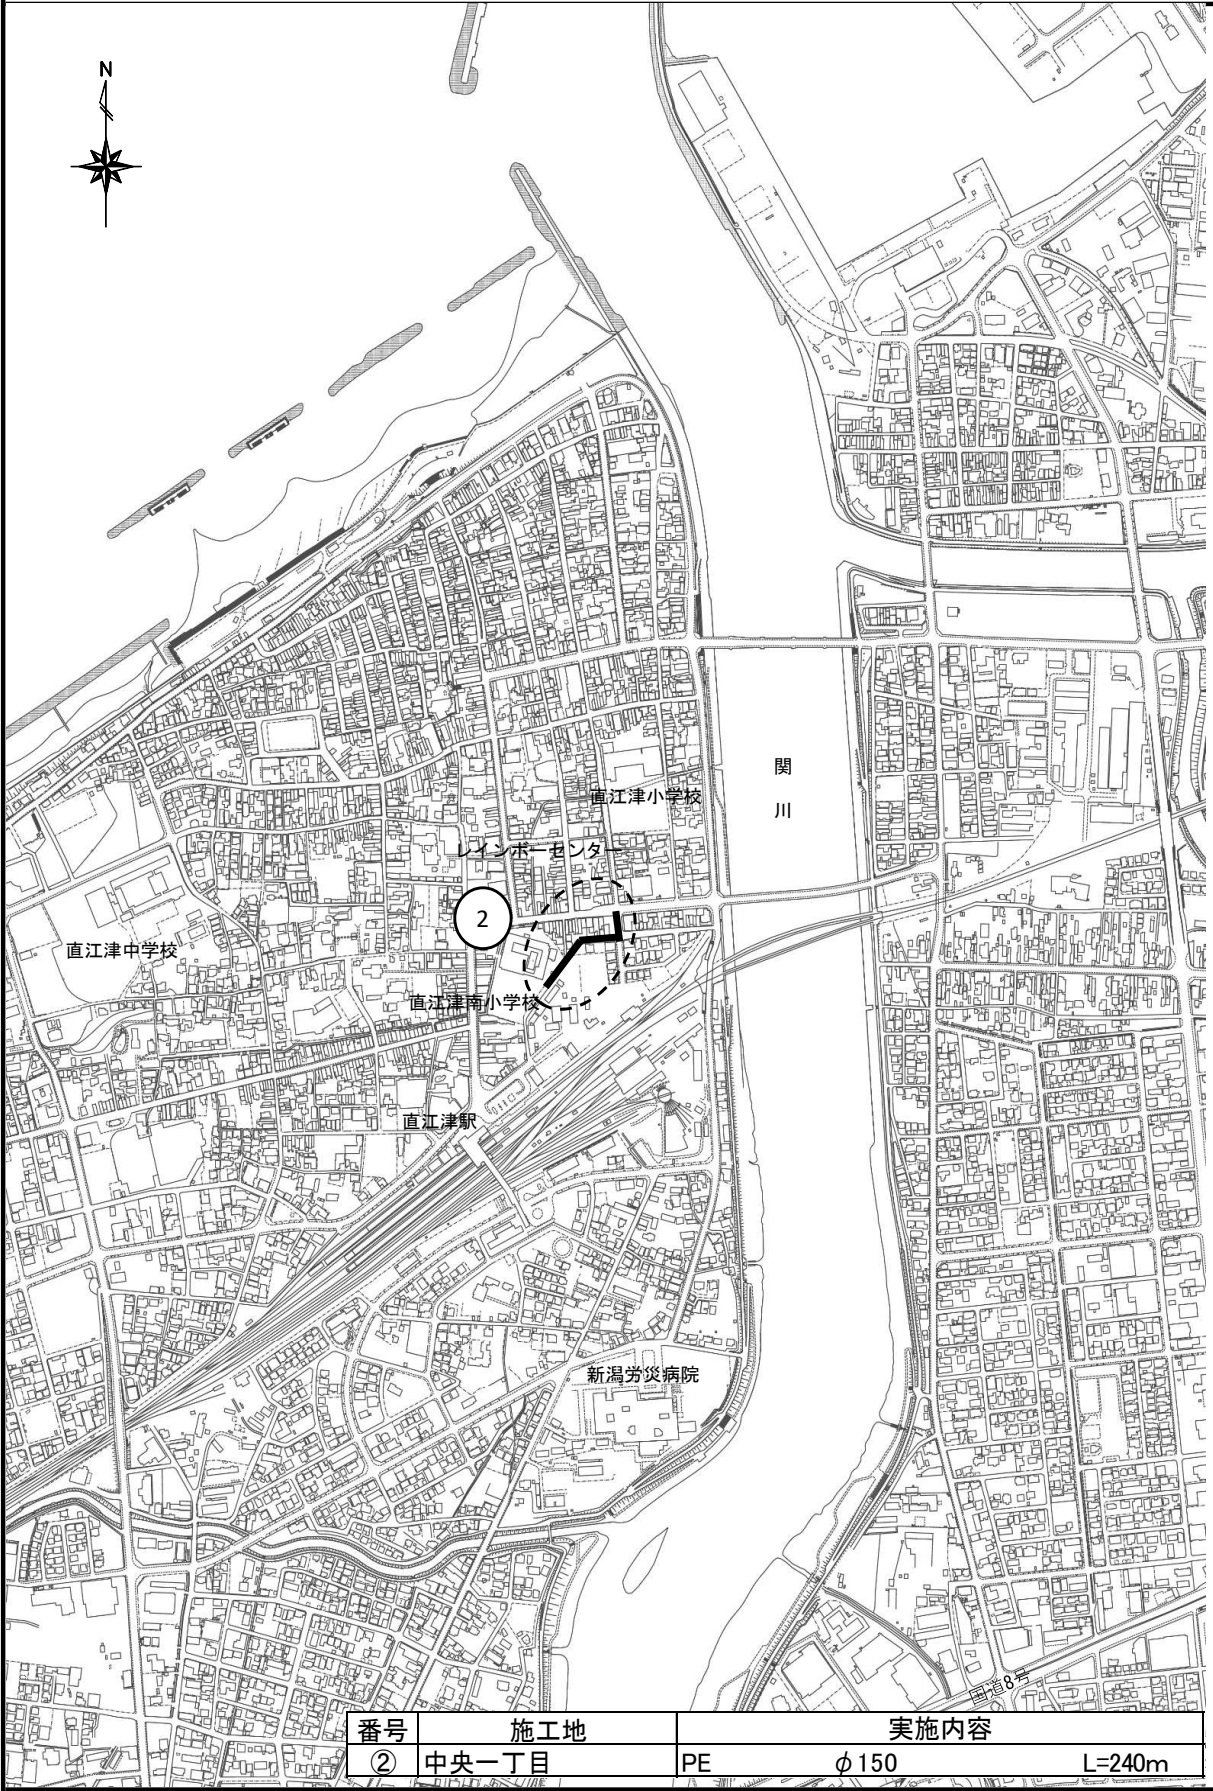 N
関
川
直江津小学校
レインボーセンター
2
直江津中学校
直江津南小学校
直江津駅
新潟労災病院
国道8号
番号 施工地 実施内容
② 中央一丁目 PE φ150 L=240m